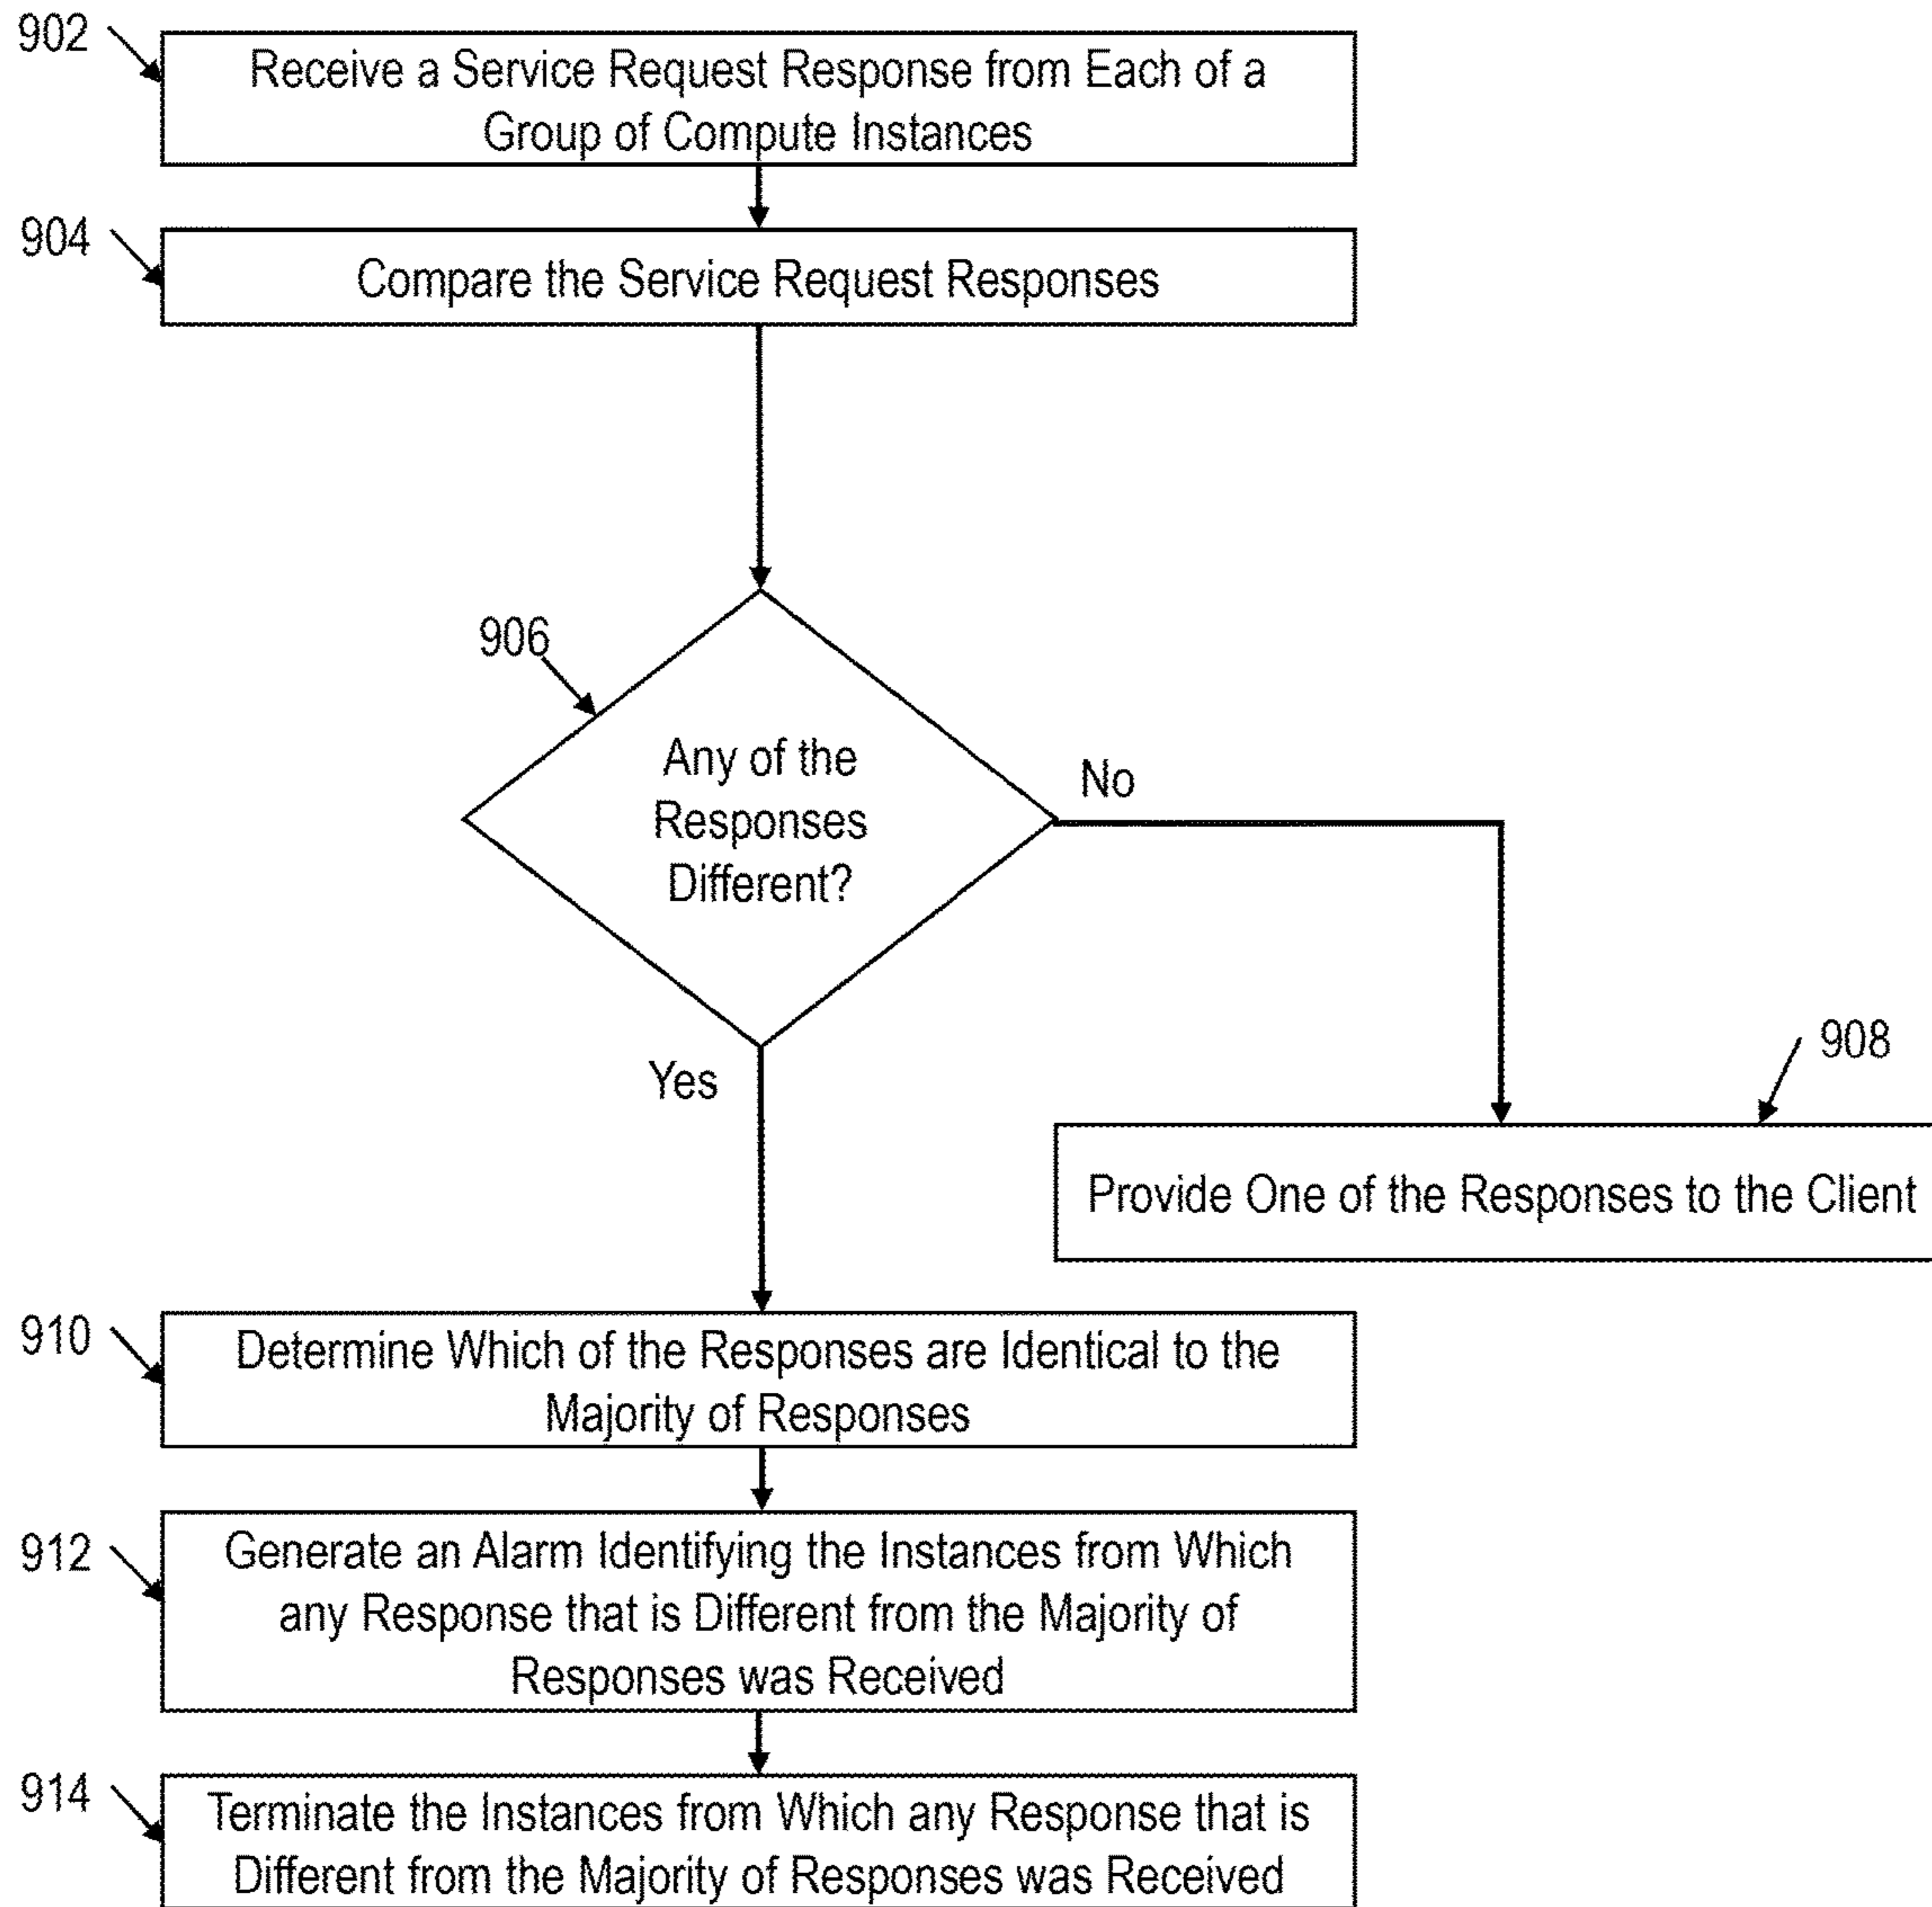 902
Receive a Service Request Response from Each of a
Group of Compute Instances
904
Compare the Service Request Responses
906
Any of the
Responses
Different?
No
Yes
908
Provide One of the Responses to the Client
910
Determine Which of the Responses are Identical to the
Majority of Responses
912
Generate an Alarm Identifying the Instances from Which
any Response that is Different from the Majority of
Responses was Received
914
Terminate the Instances from Which any Response that is
Different from the Majority of Responses was Received